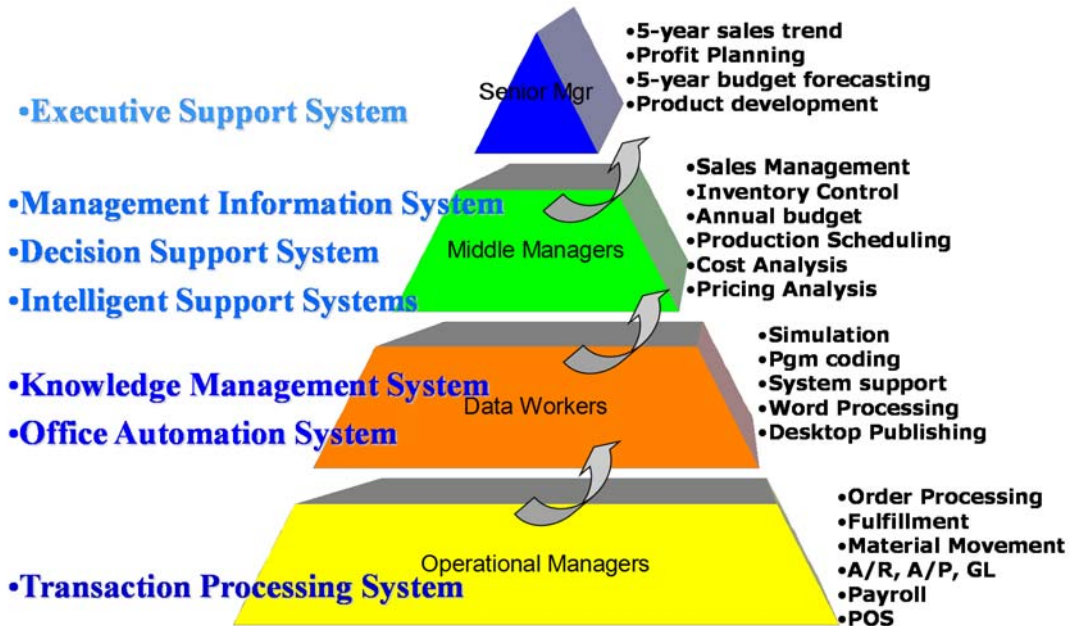 •5-year sales trend
•Profit Planning
•5-year budget forecasting
•Product development
Senior Mgr
•Executive Support System
•Sales Management
•Inventory Control
•Annual budget
•Production Scheduling
•Cost Analysis
•Pricing Analysis
•Management Information System
•Decision Support System
•Intelligent Support Systems
Middle Managers
•Simulation
•Pgm coding
•System support
•Word Processing
•Desktop Publishing
•Knowledge Management System
•Office Automation System
Data Workers
•Order Processing
•Fulfillment
•Material Movement
•A/R, A/P, GL
•Payroll
•POS
Operational Managers
•Transaction Processing System